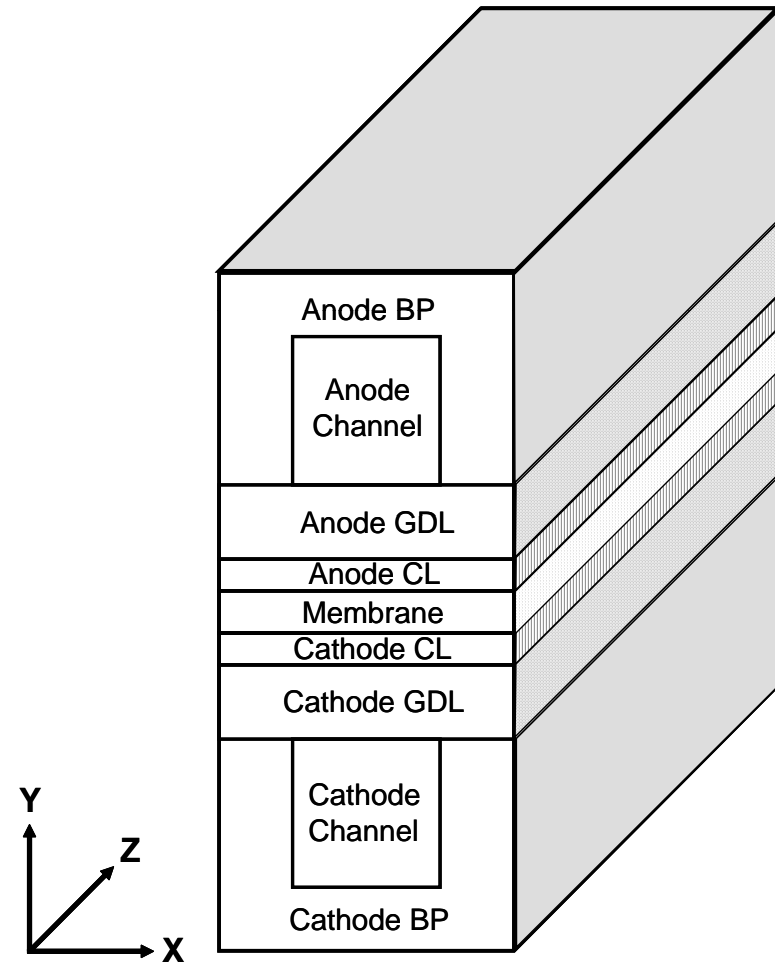 Anode BP
Anode
Channel
Anode GDL
Anode CL
Membrane
Cathode CL
Cathode GDL
Cathode
Channel
Cathode BP
Y
Z
X